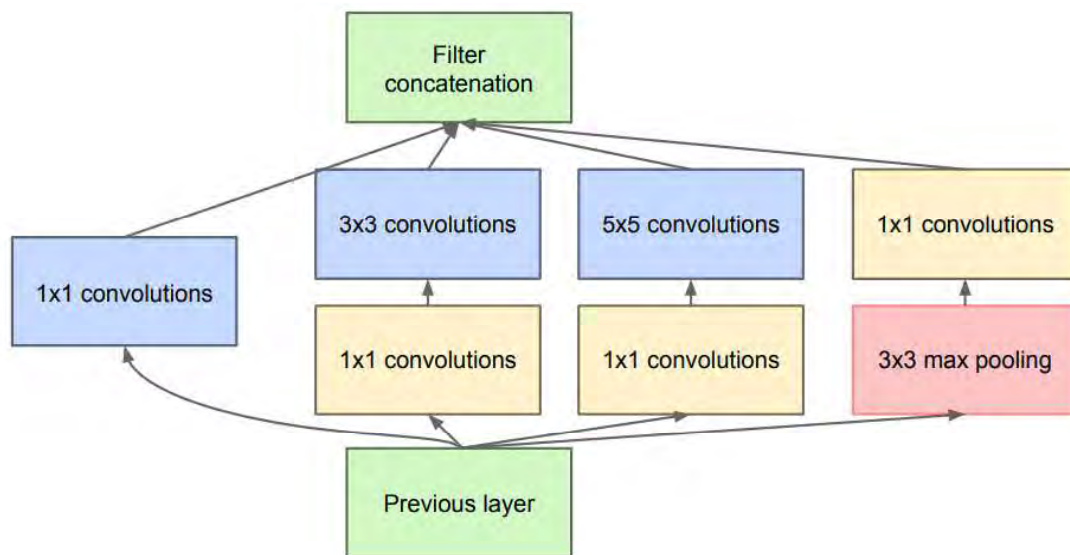 Filter
concatenation
3x3 convolutions
5x5 convolutions
1x1 convolutions
1x1 convolutions
1x1 convolutions
1x1 convolutions
3x3 max pooling
Previous layer